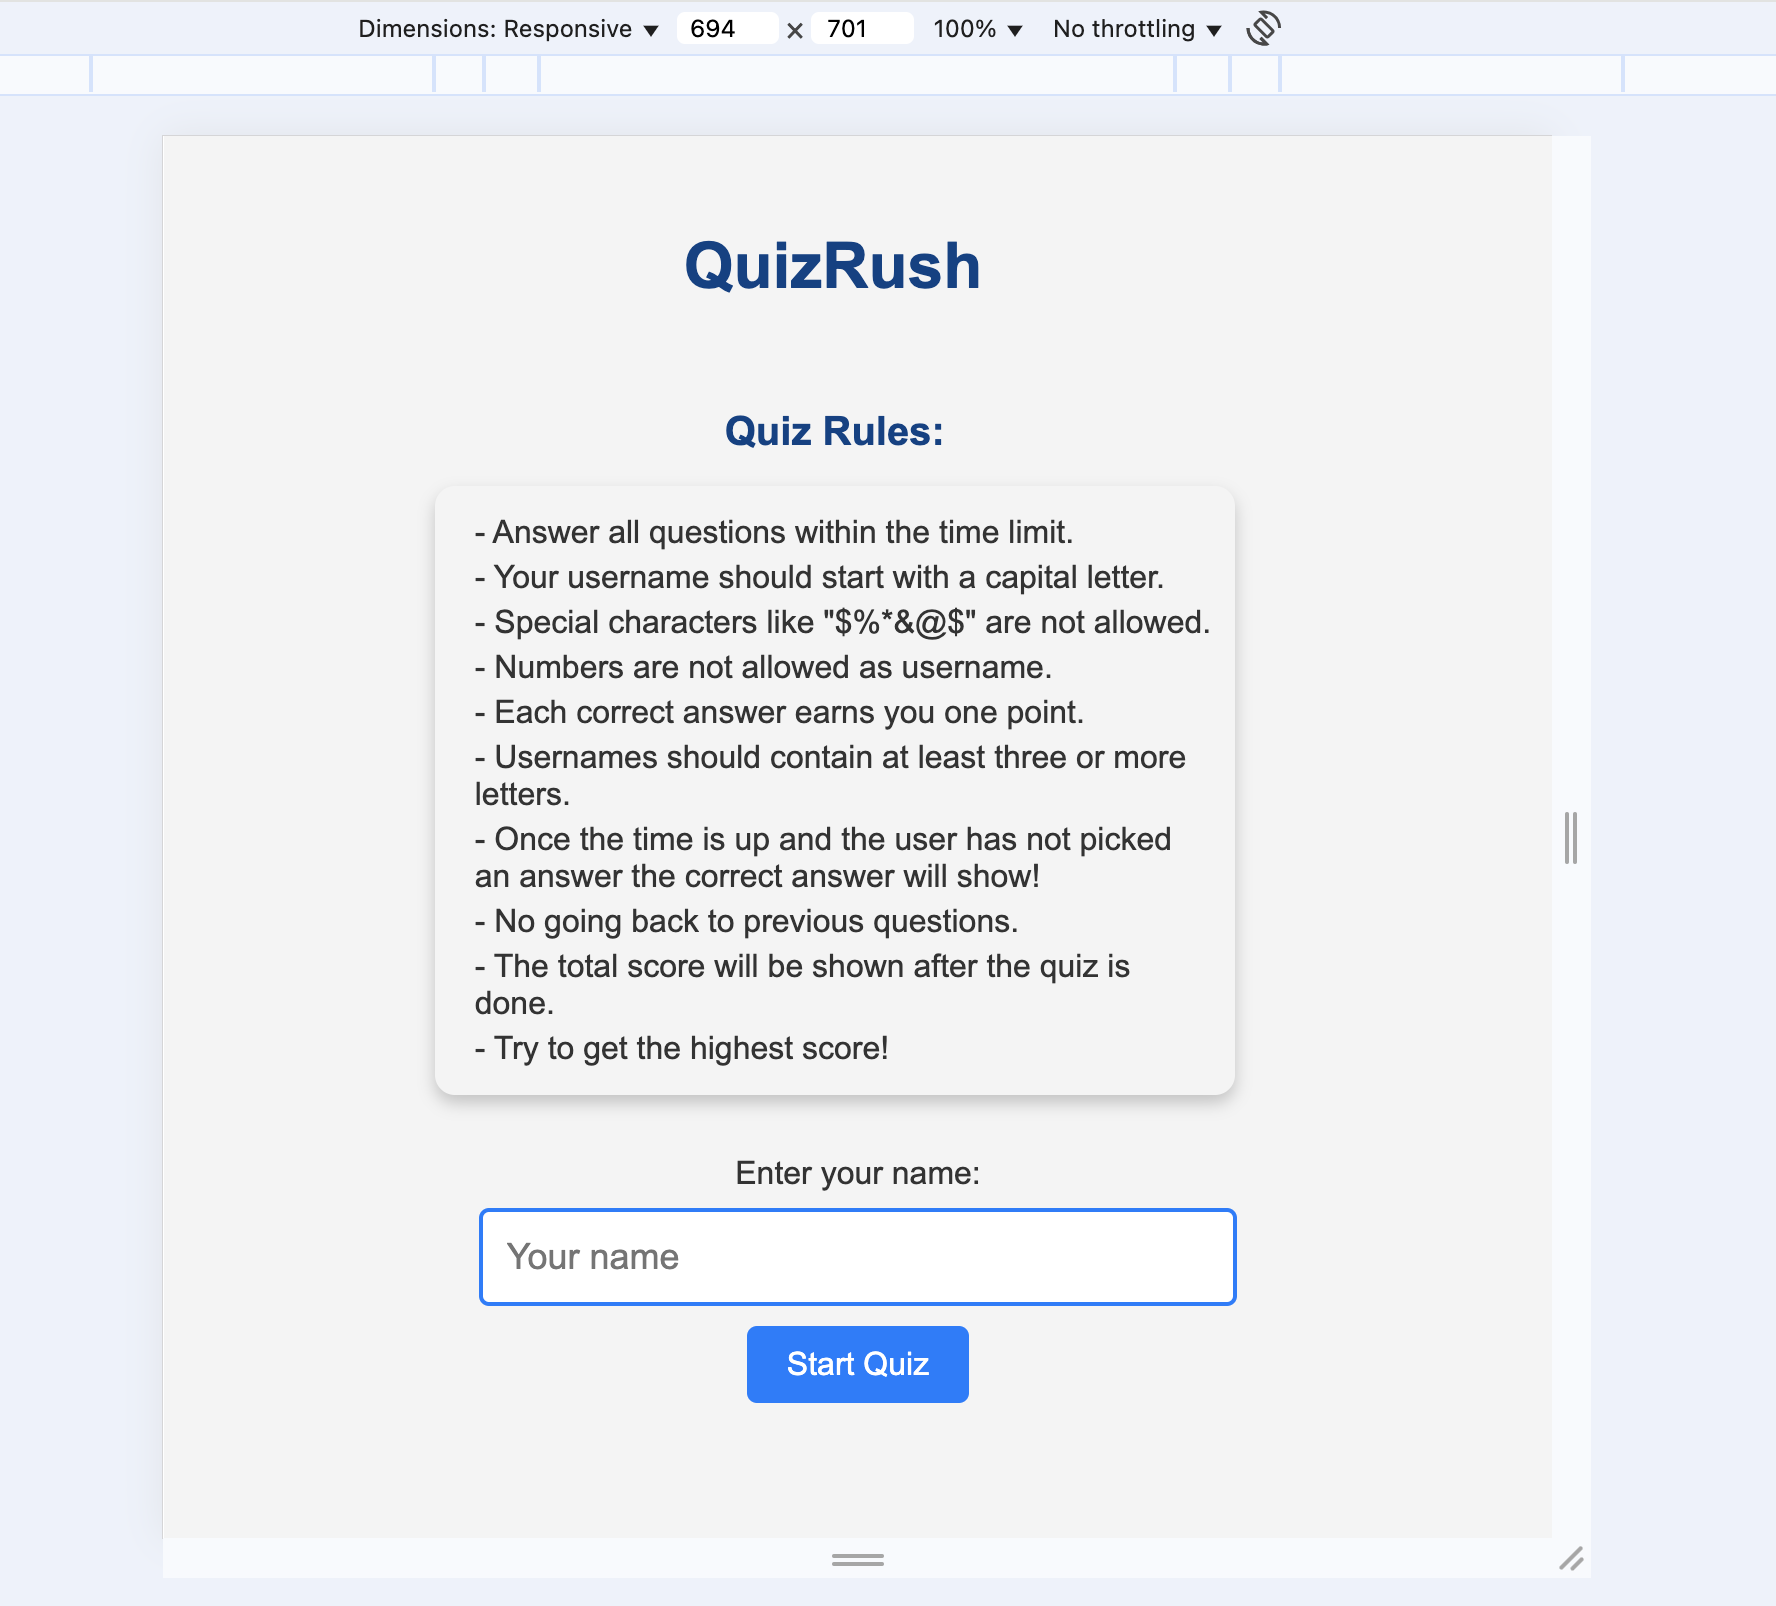 Dimensions: Responsive ▼ 694 × 701 100% ▼ No throttling ▼
QuizRush
Quiz Rules:
- Answer all questions within the time limit.
- Your username should start with a capital letter.
- Special characters like "$%*&@$" are not allowed.
- Numbers are not allowed as username.
- Each correct answer earns you one point.
- Usernames should contain at least three or more
letters.
- Once the time is up and the user has not picked
an answer the correct answer will show!
- No going back to previous questions.
- The total score will be shown after the quiz is
done.
- Try to get the highest score!
Enter your name:
Your name
Start Quiz